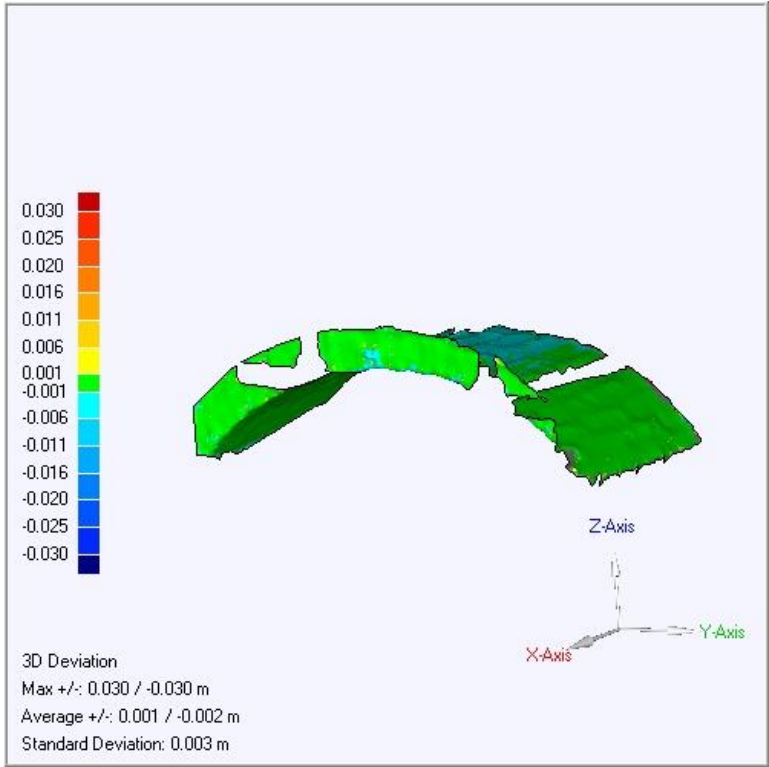 0.030
0.025
0.020
0.016
0.011
0.006
0.001
-0.001
-0.006
-0.011
-0.016
-0.020
-0.025
-0.030
Z-Axis
Y-Axis
X-Axis
3D Deviation
Max +/-: 0.030 / -0.030 m
Average +/-: 0.001 / -0.002 m
Standard Deviation: 0.003 m